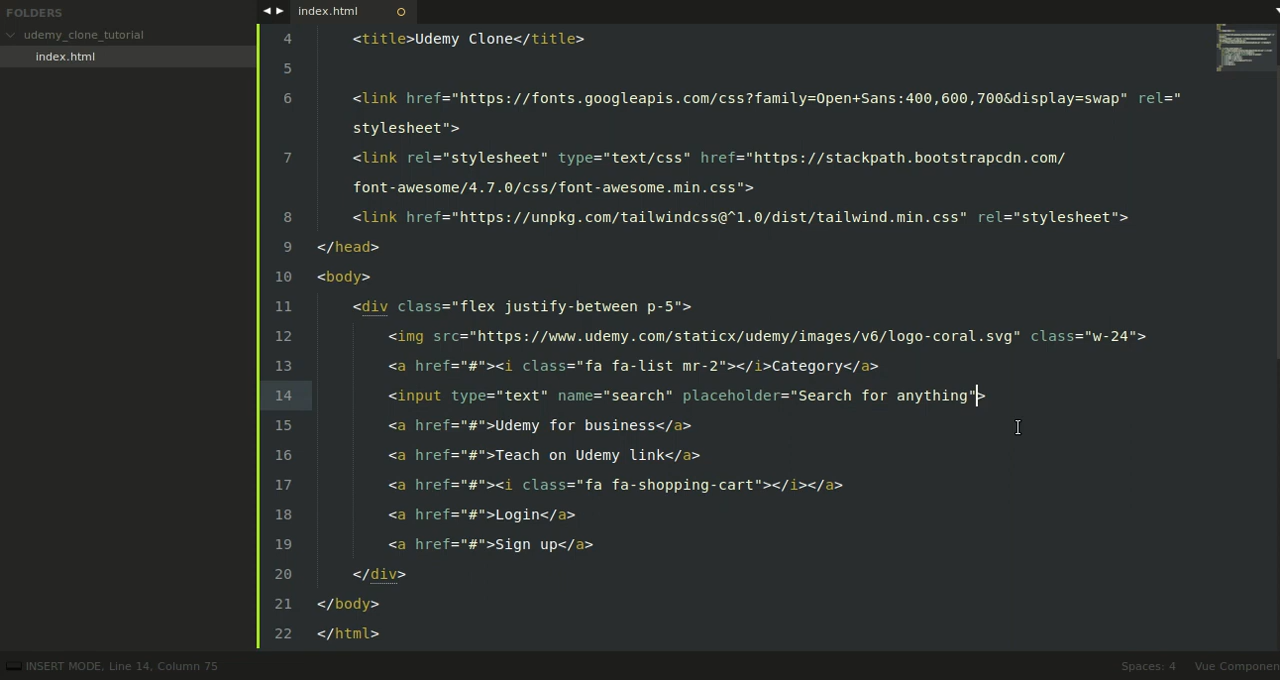 FOLDERS
udemy_clone_tutorial
index.html
index.html
4 <title>Udemy Clone</title>
5
6 <link href="https://fonts.googleapis.com/css?family=Open+Sans:400,600,700&display=swap" rel="
stylesheet">
7 <link rel="stylesheet" type="text/css" href="https://stackpath.bootstrapcdn.com/
font-awesome/4.7.0/css/font-awesome.min.css">
8 <link href="https://unpkg.com/tailwindcss@^1.0/dist/tailwind.min.css" rel="stylesheet">
9 </head>
10 <body>
11 <div class="flex justify-between p-5">
12 <img src="https://www.udemy.com/staticx/udemy/images/v6/logo-coral.svg" class="w-24">
13 <a href="#"><i class="fa fa-list mr-2"></i>Category</a>
14 <input type="text" name="search" placeholder="Search for anything">
15 <a href="#">Udemy for business</a>
16 <a href="#">Teach on Udemy link</a>
17 <a href="#"><i class="fa fa-shopping-cart"></i></a>
18 <a href="#">Login</a>
19 <a href="#">Sign up</a>
20 </div>
21 </body>
22 </html>
INSERT MODE, Line 14, Column 75
Spaces: 4
Vue Componen